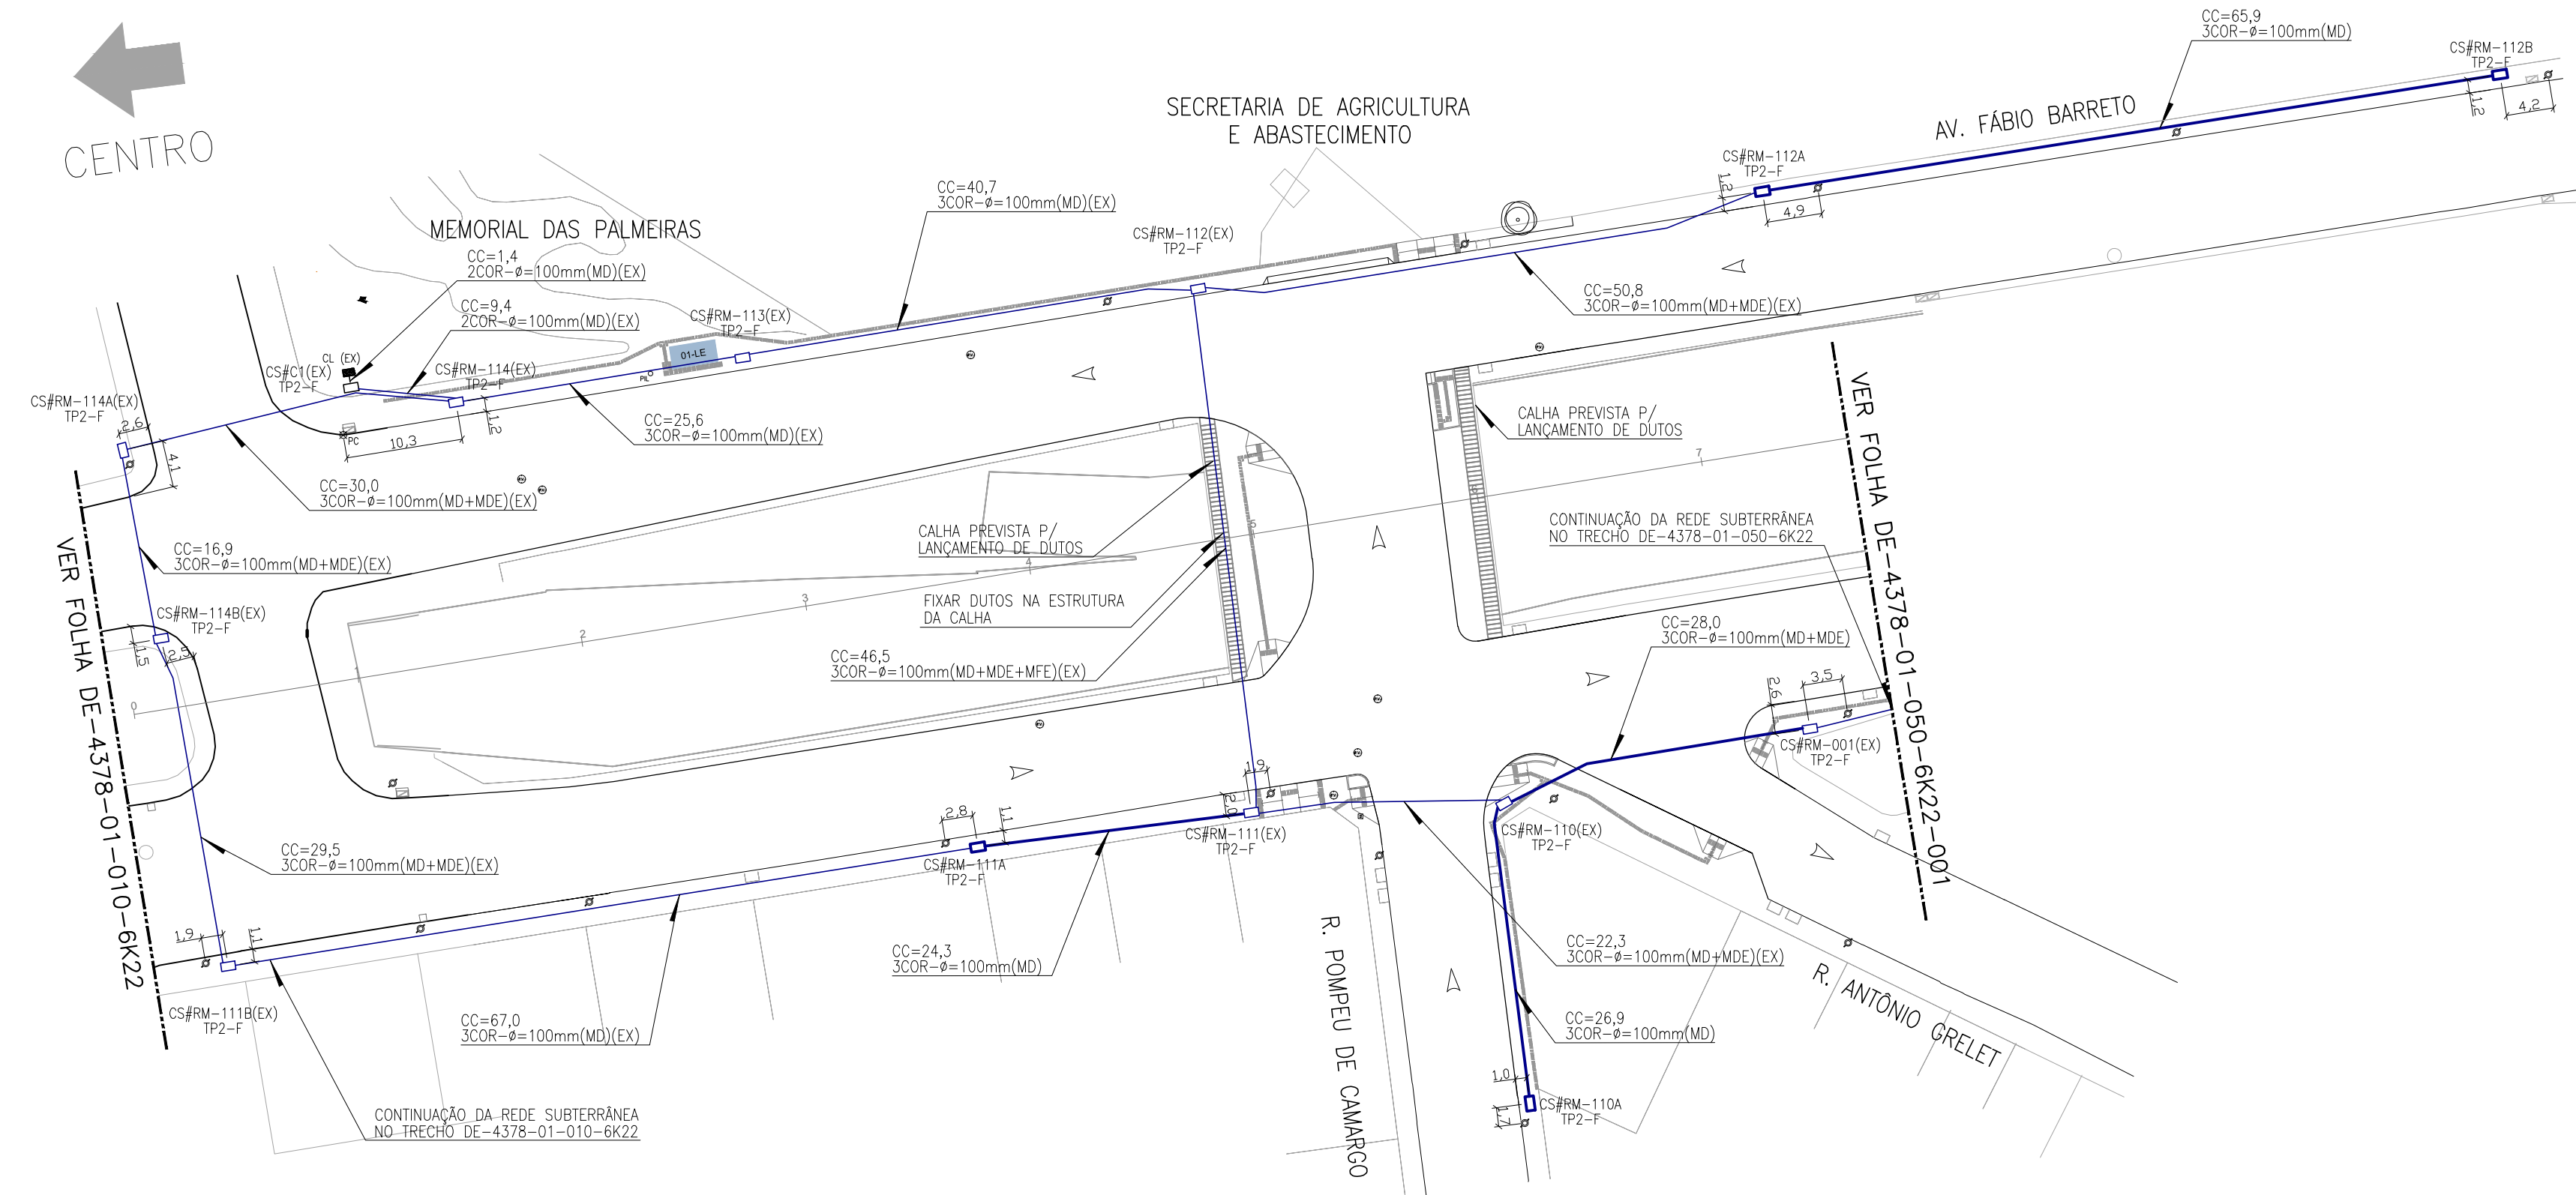 CENTRO
CC=65,9
3COR-ø=100mm(MD)
CS#RM-112B
TP2-F
1,2
4,2
AV. FÁBIO BARRETO
SECRETARIA DE AGRICULTURA
E ABASTECIMENTO
CS#RM-112A
TP2-F
1,2
4,9
CC=40,7
3COR-ø=100mm(MD)(EX)
MEMORIAL DAS PALMEIRAS
CC=1,4
2COR-ø=100mm(MD)(EX)
CC=9,4
2COR-ø=100mm(MD)(EX)
CS#RM-112(EX)
TP2-F
CC=50,8
3COR-ø=100mm(MD+MDE)(EX)
CS#RM-113(EX)
TP2-F
01-LE
PIL
CL (EX)
CS#C1(EX)
TP2-F
CS#RM-114(EX)
TP2-F
1,2
PC
10,3
CS#RM-114A(EX)
TP2-F
2,6
4,1
CC=25,6
3COR-ø=100mm(MD)(EX)
CC=30,0
3COR-ø=100mm(MD+MDE)(EX)
CALHA PREVISTA P/
LANÇAMENTO DE DUTOS
VER FOLHA DE-4378-01-050-6K22-001
CONTINUAÇÃO DA REDE SUBTERRÂNEA
NO TRECHO DE-4378-01-050-6K22
CALHA PREVISTA P/
LANÇAMENTO DE DUTOS
CC=16,9
3COR-ø=100mm(MD+MDE)(EX)
VER FOLHA DE-4378-01-010-6K22
FIXAR DUTOS NA ESTRUTURA
DA CALHA
CS#RM-114B(EX)
TP2-F
1,5
2,5
CC=46,5
3COR-ø=100mm(MD+MDE+MFE)(EX)
CC=28,0
3COR-ø=100mm(MD+MDE)
0
1
2
3
4
5
6
7
2,6
3,5
CS#RM-001(EX)
TP2-F
1,9
2,0
CS#RM-111(EX)
TP2-F
2,8
1,1
CS#RM-111A
TP2-F
CS#RM-110(EX)
TP2-F
CC=29,5
3COR-ø=100mm(MD+MDE)(EX)
1,9
1,1
CS#RM-111B(EX)
TP2-F
CC=24,3
3COR-ø=100mm(MD)
CC=22,3
3COR-ø=100mm(MD+MDE)(EX)
CC=67,0
3COR-ø=100mm(MD)(EX)
CC=26,9
3COR-ø=100mm(MD)
R. POMPEU DE CAMARGO
R. ANTÔNIO GRELET
1,0
1,7
CS#RM-110A
TP2-F
CONTINUAÇÃO DA REDE SUBTERRÂNEA
NO TRECHO DE-4378-01-010-6K22